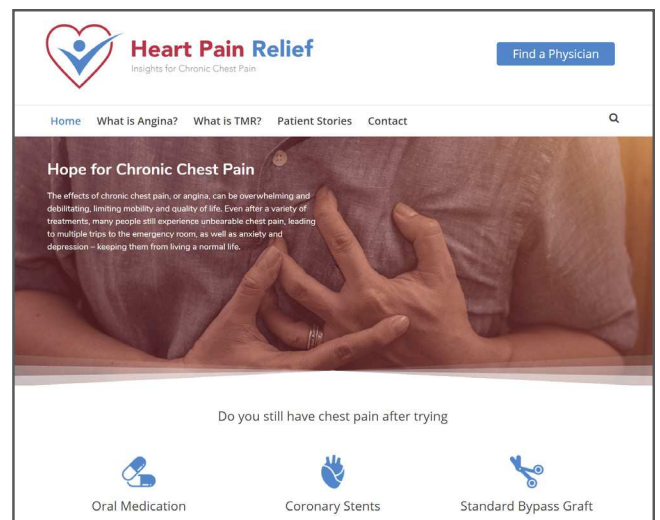 Heart Pain Relief
Insights for Chronic Chest Pain
Find a Physician
Home What is Angina? What is TMR? Patient Stories Contact
Hope for Chronic Chest Pain
The effects of chronic chest pain, or angina, can be overwhelming and
debilitating, limiting mobility and quality of life. Even after a variety of
treatments, many people still experience unbearable chest pain, leading
to multiple trips to the emergency room, as well as anxiety and
depression – keeping them from living a normal life.
Do you still have chest pain after trying
Oral Medication
Coronary Stents
Standard Bypass Graft